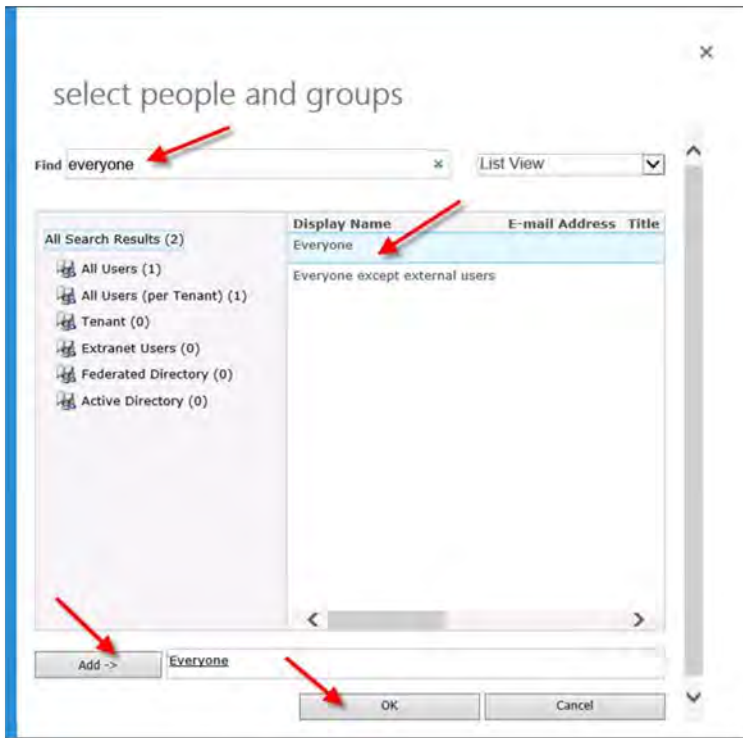 select people and groups
Find everyone
List View
All Search Results (2)
All Users (1)
All Users (per Tenant) (1)
Tenant (0)
Extranet Users (0)
Federated Directory (0)
Active Directory (0)
Display Name E-mail Address Title
Everyone
Everyone except external users
Add -> Everyone
OK Cancel